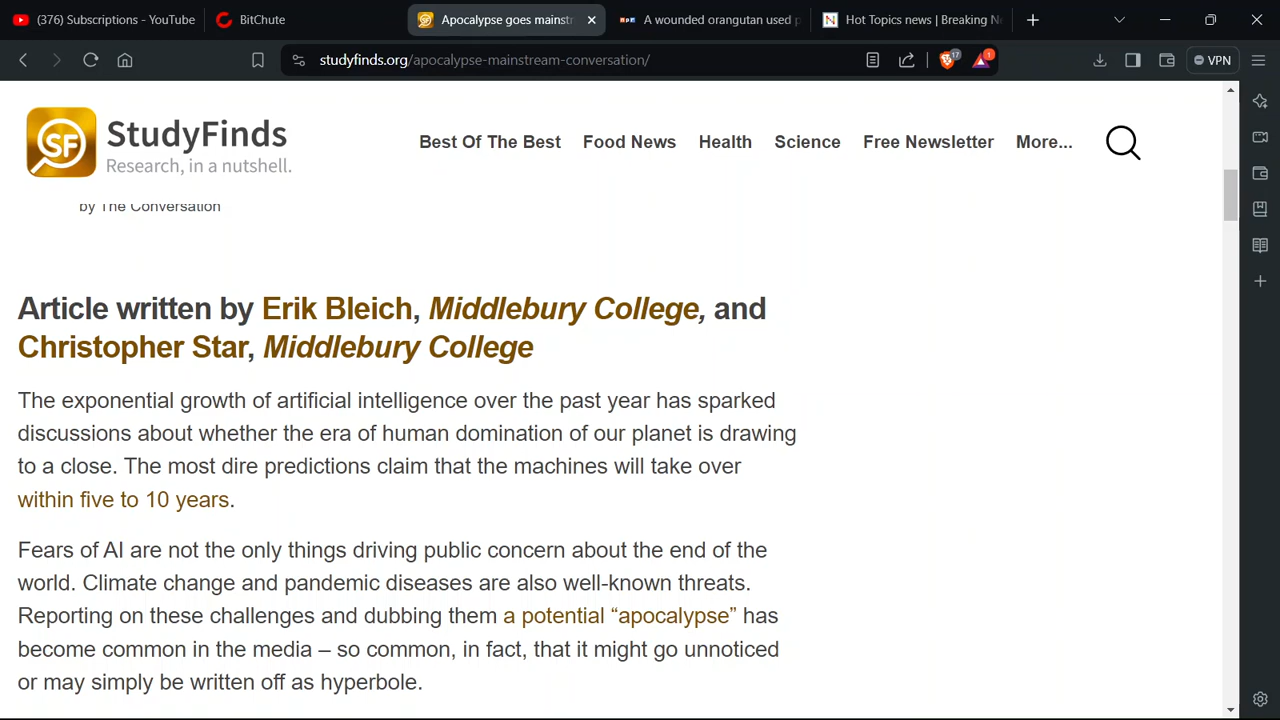 (376) Subscriptions - YouTube
BitChute
Apocalypse goes mainst
A wounded orangutan used p
Hot Topics news | Breaking Ne
studyfinds.org/apocalypse-mainstream-conversation/
17
1
VPN
SF
StudyFinds
Research, in a nutshell.
Best Of The Best
Food News
Health
Science
Free Newsletter
More...
by The Conversation
Article written by Erik Bleich, Middlebury College, and
Christopher Star, Middlebury College
The exponential growth of artificial intelligence over the past year has sparked
discussions about whether the era of human domination of our planet is drawing
to a close. The most dire predictions claim that the machines will take over
within five to 10 years.
Fears of AI are not the only things driving public concern about the end of the
world. Climate change and pandemic diseases are also well-known threats.
Reporting on these challenges and dubbing them a potential “apocalypse” has
become common in the media – so common, in fact, that it might go unnoticed
or may simply be written off as hyperbole.